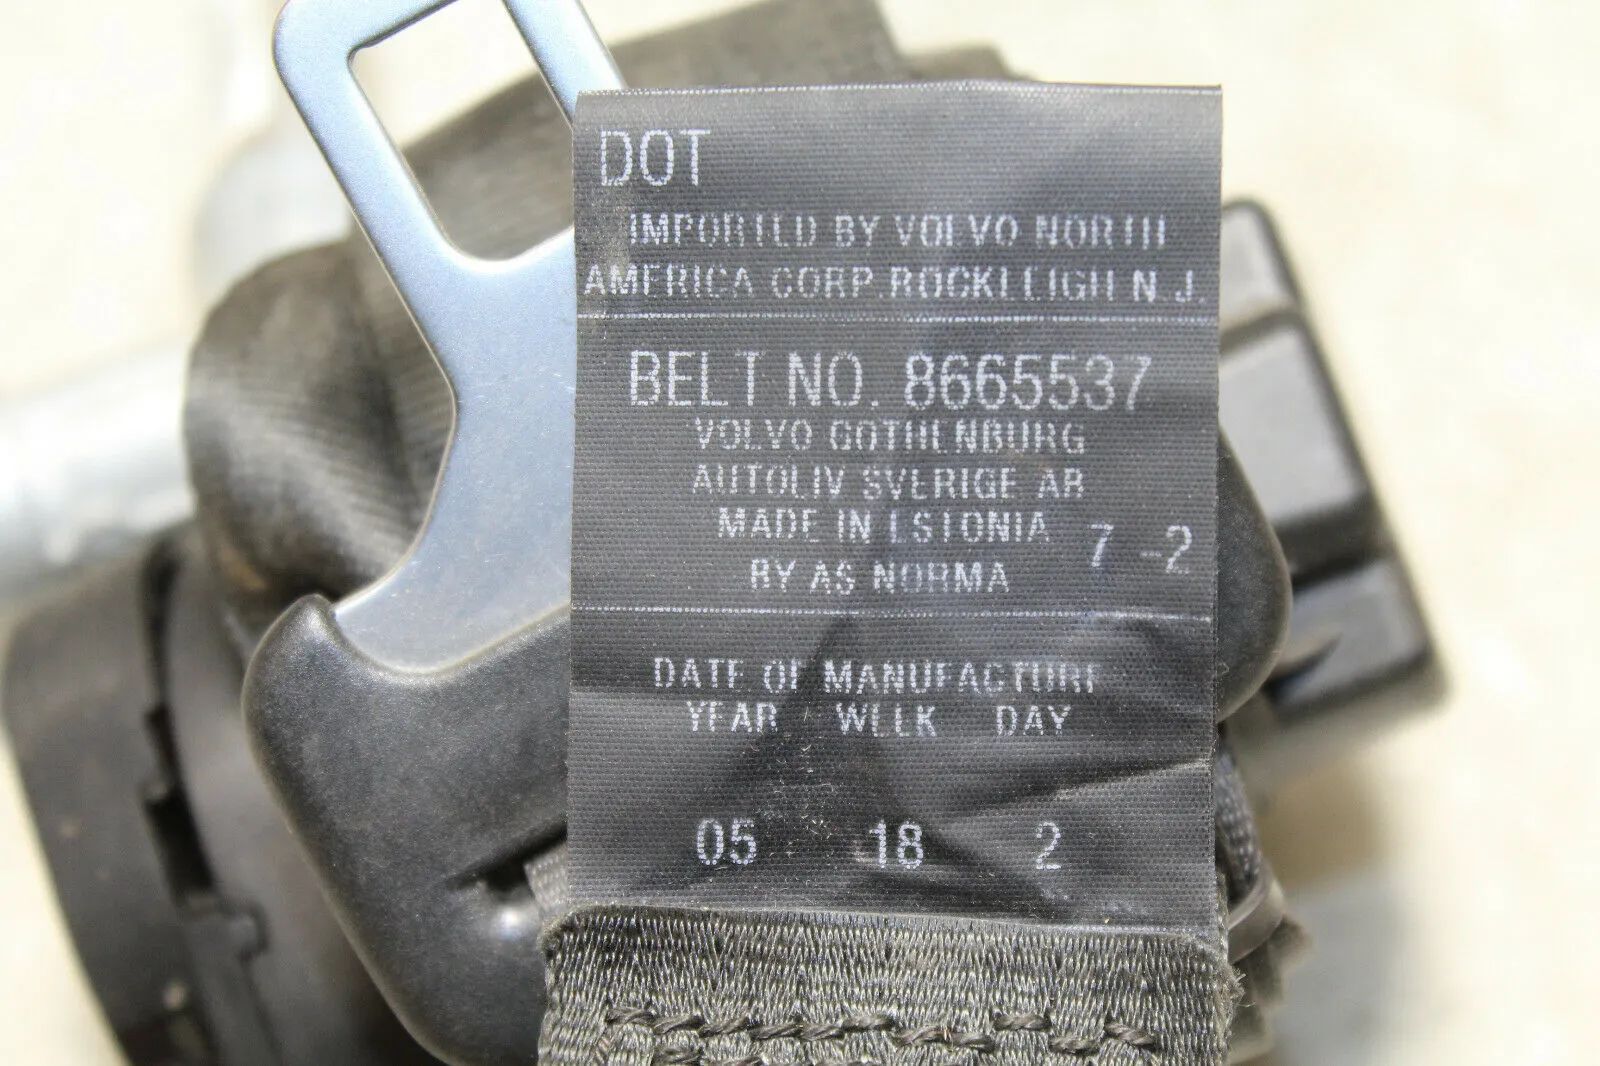 DOT
IMPORTED BY VOLVO NORTH
AMERICA CORP. ROCKLEIGH N.J.
BELT NO. 8665537
VOLVO GOTHENBURG
AUTOLIV SVERIGE AB
MADE IN ESTONIA 7-2
BY AS NORMA
DATE OF MANUFACTURE
YEAR WEEK DAY
05 18 2